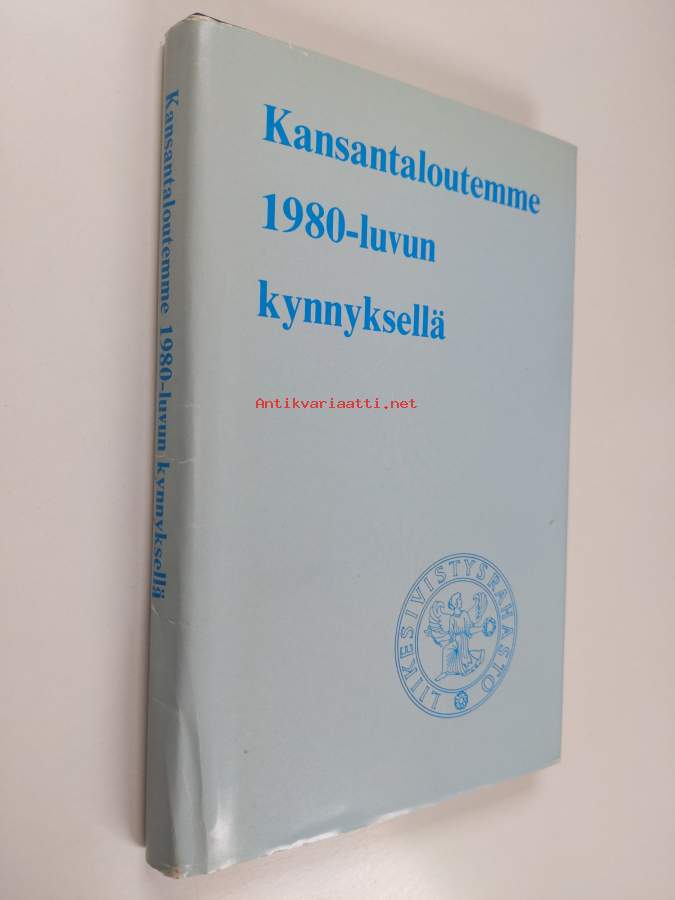 Kansantaloutemme
1980-luvun
kynnyksellä
Kansantaloutemme 1980-luvun kynnyksellä
Antikvariaatti.net
LIIKESIVISTYSRAHASTO